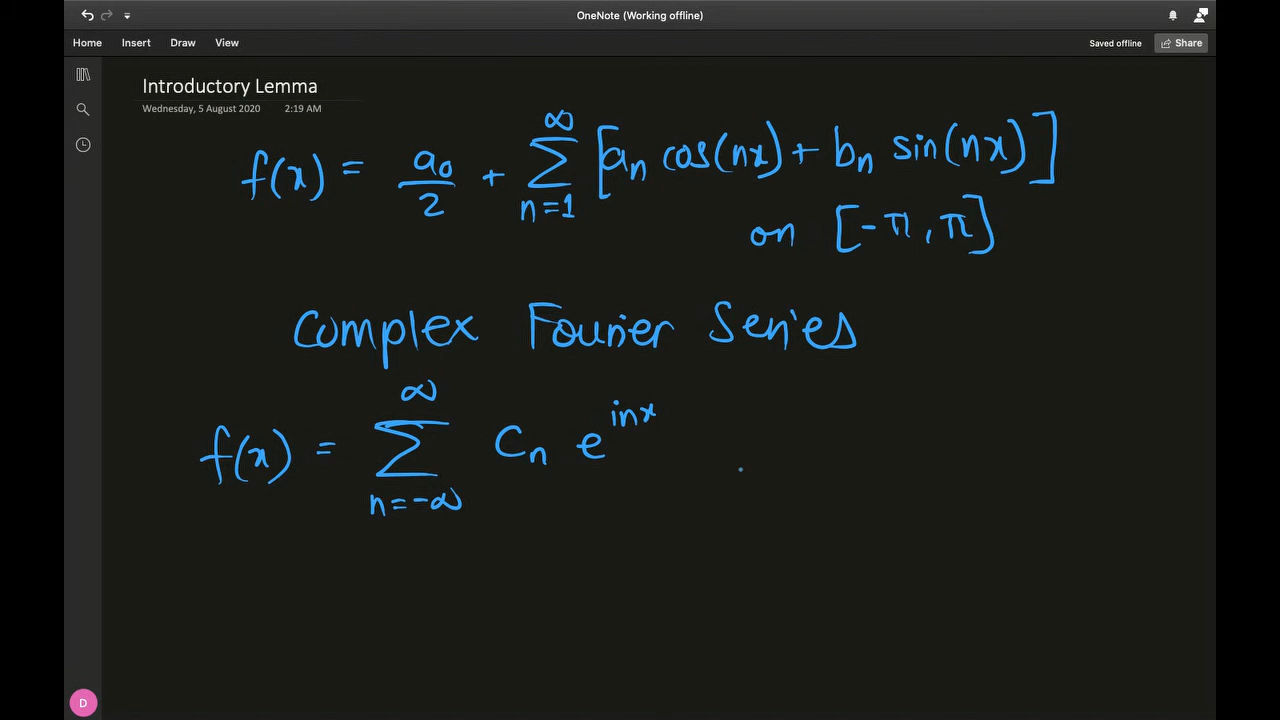 OneNote (Working offline)
Home Insert Draw View Saved offline Share
Introductory Lemma
Wednesday, 5 August 2020 2:19 AM
f(x) = a₀/2 + ∑_{n=1}^{∞} [aₙ cos(nx) + bₙ sin(nx)]
on [-π, π]
Complex Fourier Series
f(x) = ∑_{n=-∞}^{∞} Cₙ e^{inx}
D